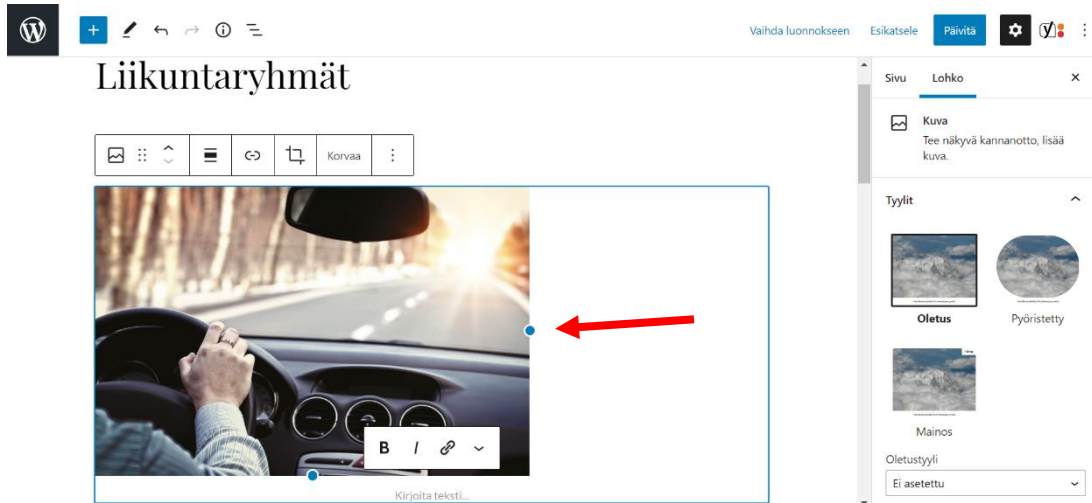 Vaihda luonnokseen Esikatsele Päivitä
Liikuntaryhmät
Korvaa
B I
Kirjoita teksti...
Sivu Lohko
Kuva
Tee näkyvä kannanotto, lisää
kuva.
Tyylit
Oletus Pyöristetty
Mainos
Oletustyyli
Ei asetettu